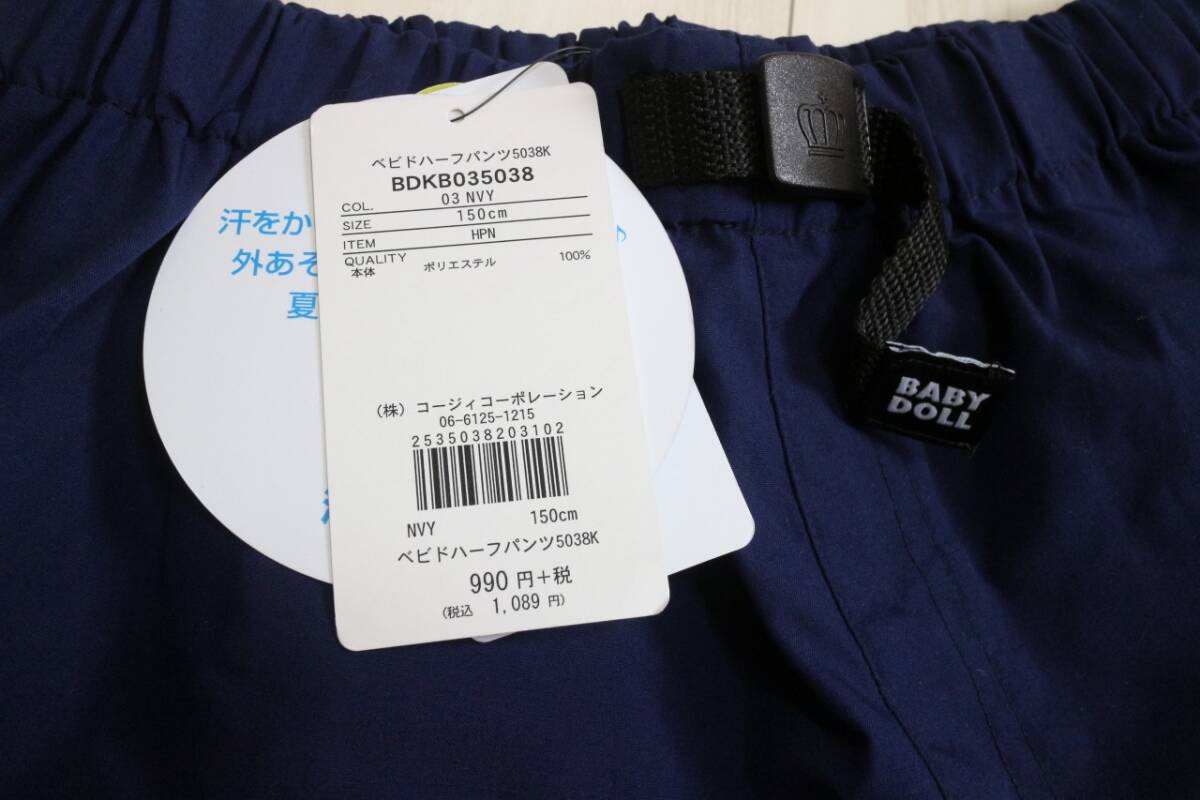 ベビドハーフパンツ5038K
BDKB035038
COL. 03 NVY
SIZE 150cm
ITEM HPN
QUALITY
本体 ポリエステル 100%
(株) コージィコーポレーション
06-6125-1215
2535038203102
NVY 150cm
ベビドハーフパンツ5038K
990 円+税
(税込 1,089 円)
汗をか
♪
外あそ
夏
BABY
DOLL